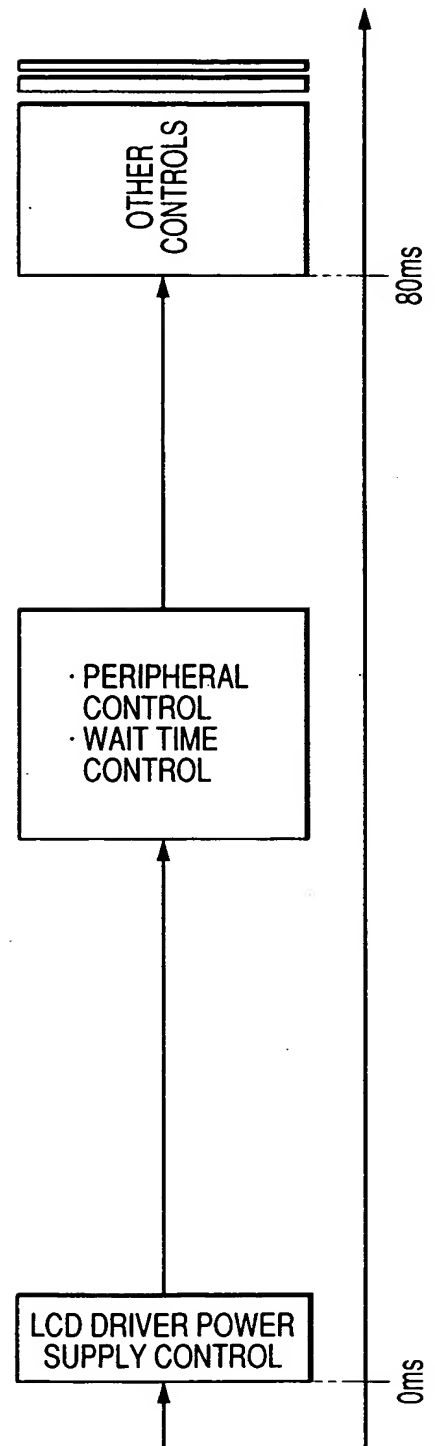 OTHER
CONTROLS
80ms
· PERIPHERAL
CONTROL
· WAIT TIME
CONTROL
LCD DRIVER POWER
SUPPLY CONTROL
0ms